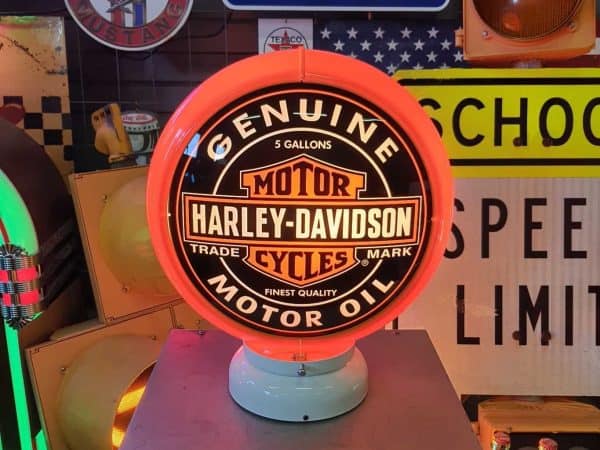 MUSTANG
TEXACO
GENUINE
5 GALLONS
MOTOR
HARLEY-DAVIDSON
TRADE MARK
CYCLES
®
FINEST QUALITY
MOTOR OIL
SCHOO
SPEE
LIMIT